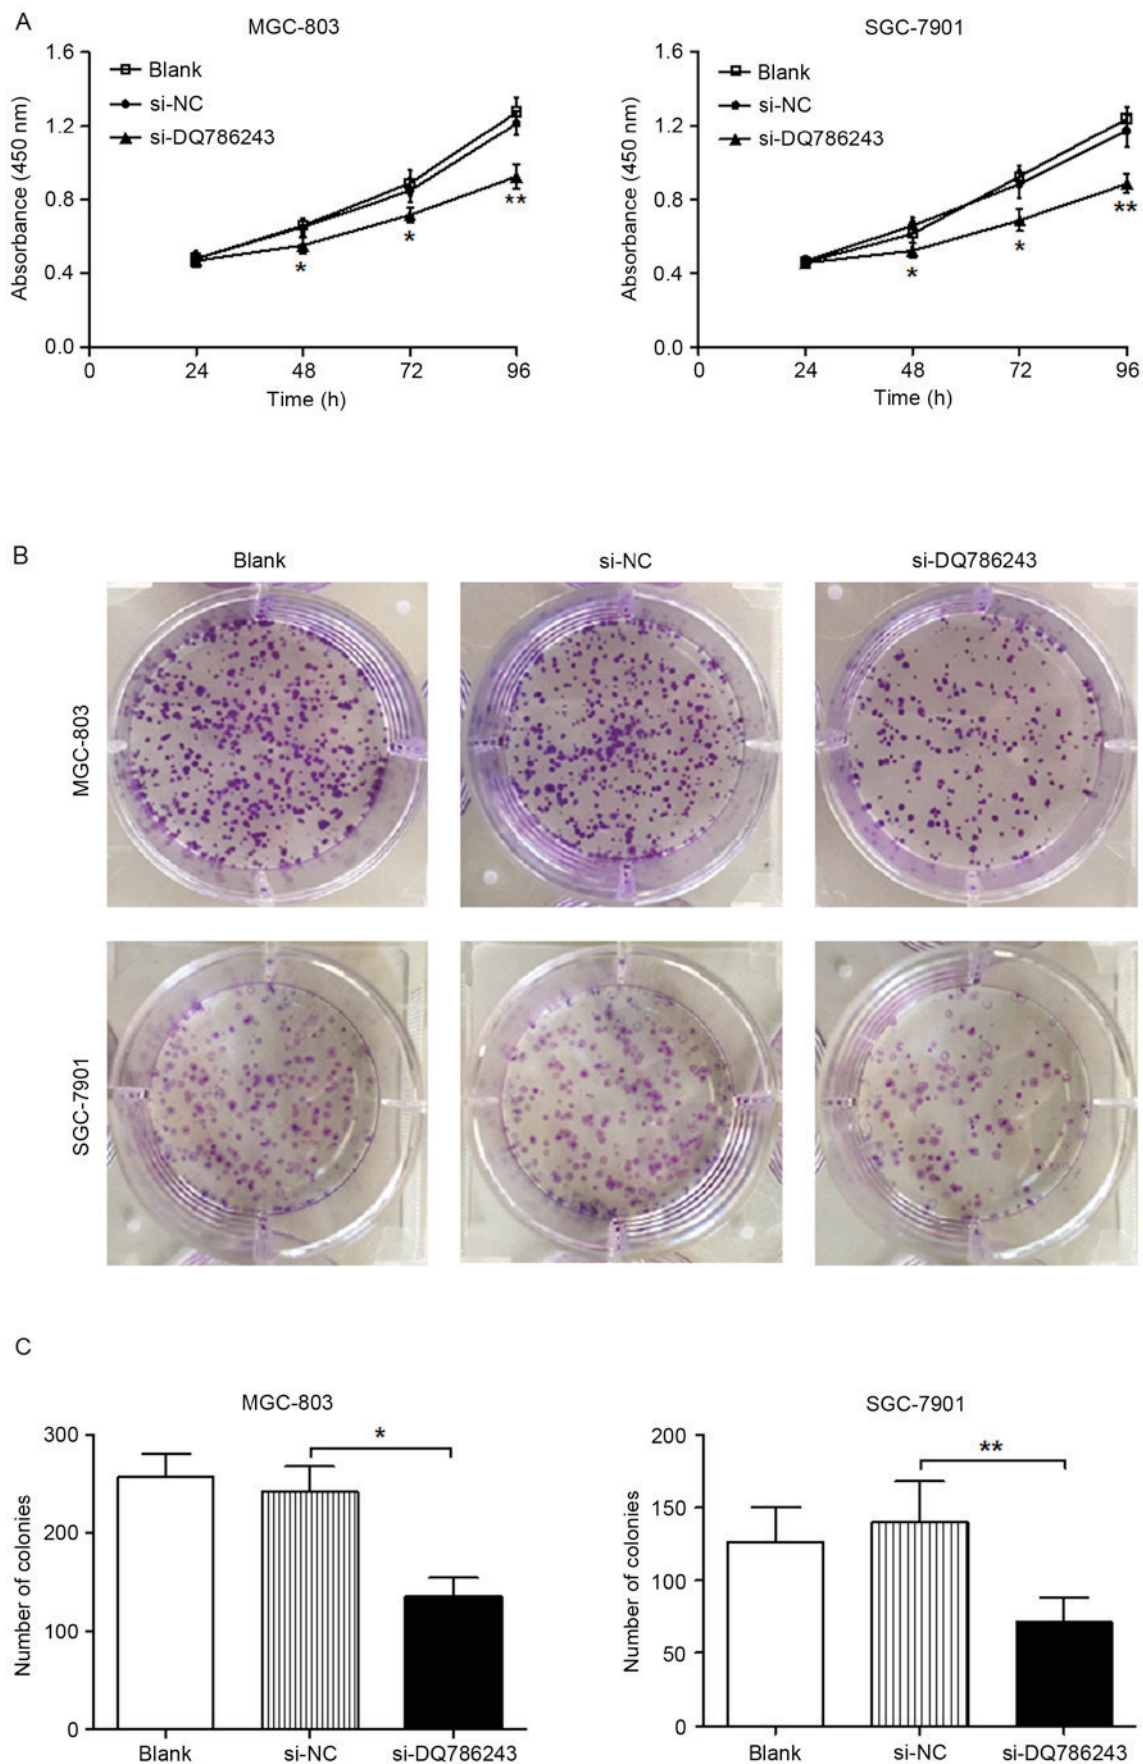 A
MGC-803
SGC-7901
1.6
1.2
0.8
0.4
0.0
Absorbance (450 nm)
Blank
si-NC
si-DQ786243
*
*
**
0
24
48
72
96
Time (h)
1.6
1.2
0.8
0.4
0.0
Absorbance (450 nm)
Blank
si-NC
si-DQ786243
*
*
**
0
24
48
72
96
Time (h)
B
Blank
si-NC
si-DQ786243
MGC-803
SGC-7901
C
MGC-803
300
200
100
0
Number of colonies
*
Blank
si-NC
si-DQ786243
SGC-7901
200
150
100
50
0
Number of colonies
**
Blank
si-NC
si-DQ786243